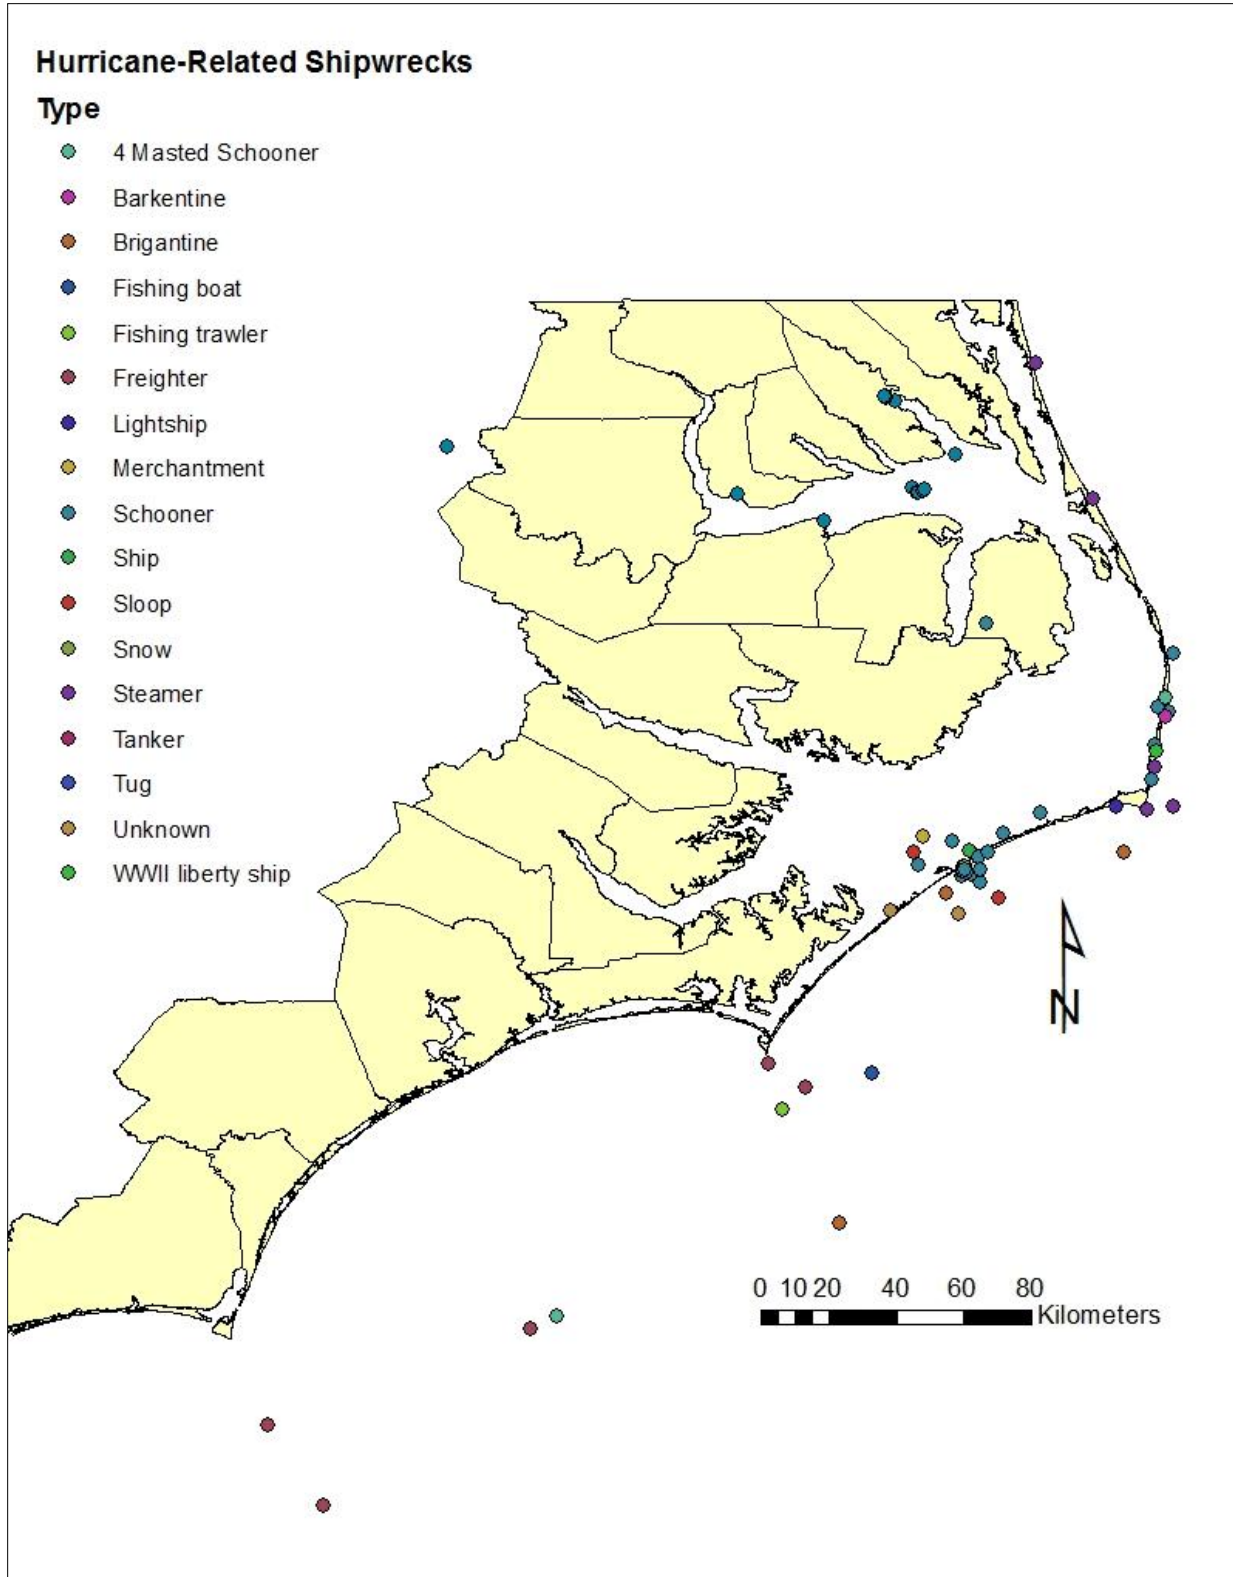 Hurricane-Related Shipwrecks
Type
4 Masted Schooner
Barkentine
Brigantine
Fishing boat
Fishing trawler
Freighter
Lightship
Merchantment
Schooner
Ship
Sloop
Snow
Steamer
Tanker
Tug
Unknown
WWII liberty ship
N
0 10 20 40 60 80
Kilometers